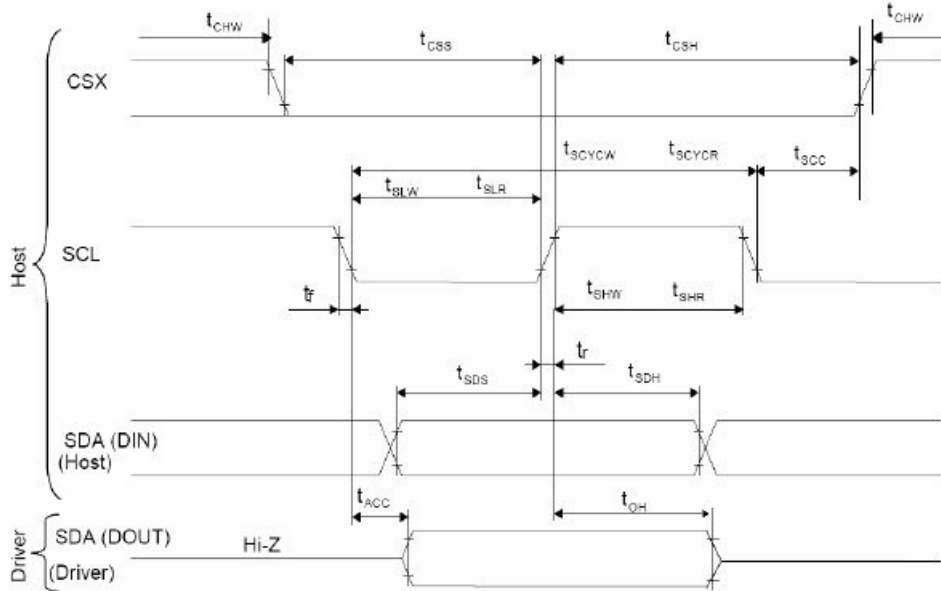 tCHW tCSS tCSH tCHW
CSX
tSCYCW tSCYCR tSCC
tSLW tSLR
SCL
tf tSHW tSHR
tr
tSDS tSDH
SDA (DIN)
(Host)
Host
tACC tOH
SDA (DOUT) Hi-Z
(Driver)
Driver